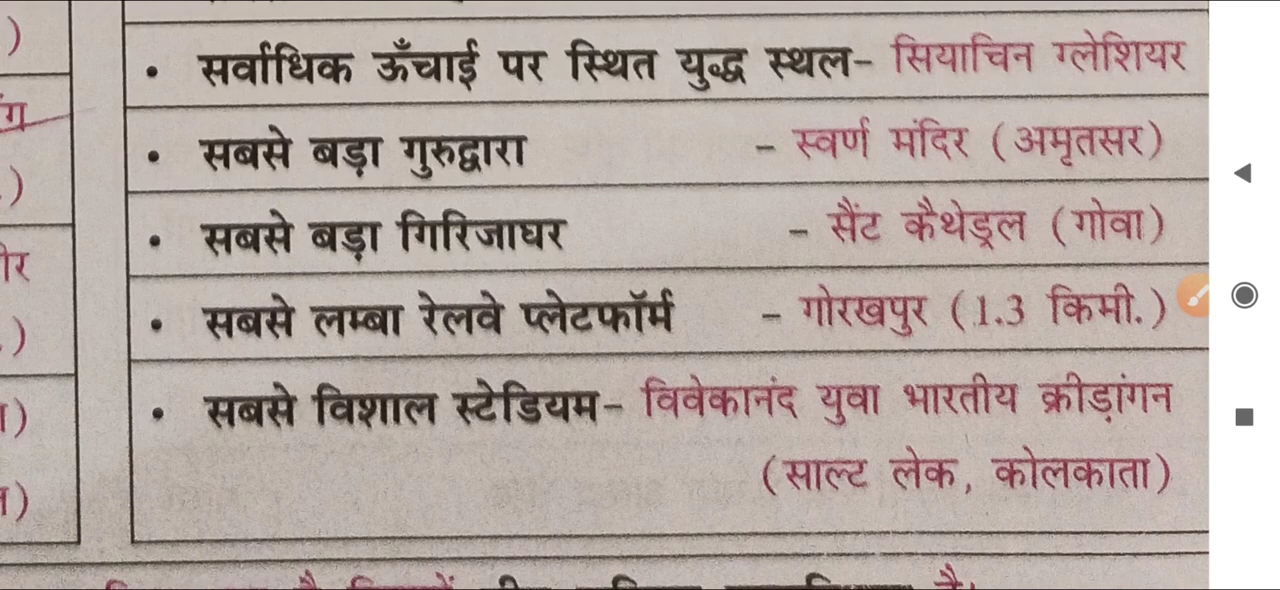 • सर्वाधिक ऊँचाई पर स्थित युद्ध स्थल- सियाचिन ग्लेशियर
• सबसे बड़ा गुरुद्वारा - स्वर्ण मंदिर (अमृतसर)
• सबसे बड़ा गिरिजाघर - सैंट कैथेड्रल (गोवा)
• सबसे लम्बा रेलवे प्लेटफॉर्म - गोरखपुर (1.3 किमी.)
• सबसे विशाल स्टेडियम- विवेकानंद युवा भारतीय क्रीड़ांगन
(साल्ट लेक, कोलकाता)